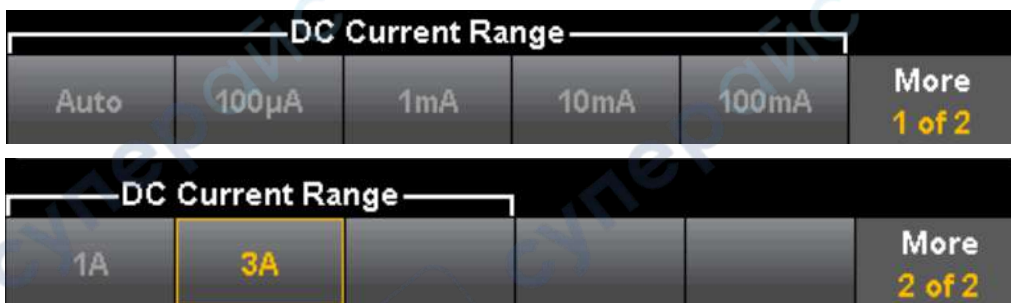 DC Current Range
Auto 100μA 1mA 10mA 100mA More
1 of 2
DC Current Range
1A 3A More
2 of 2